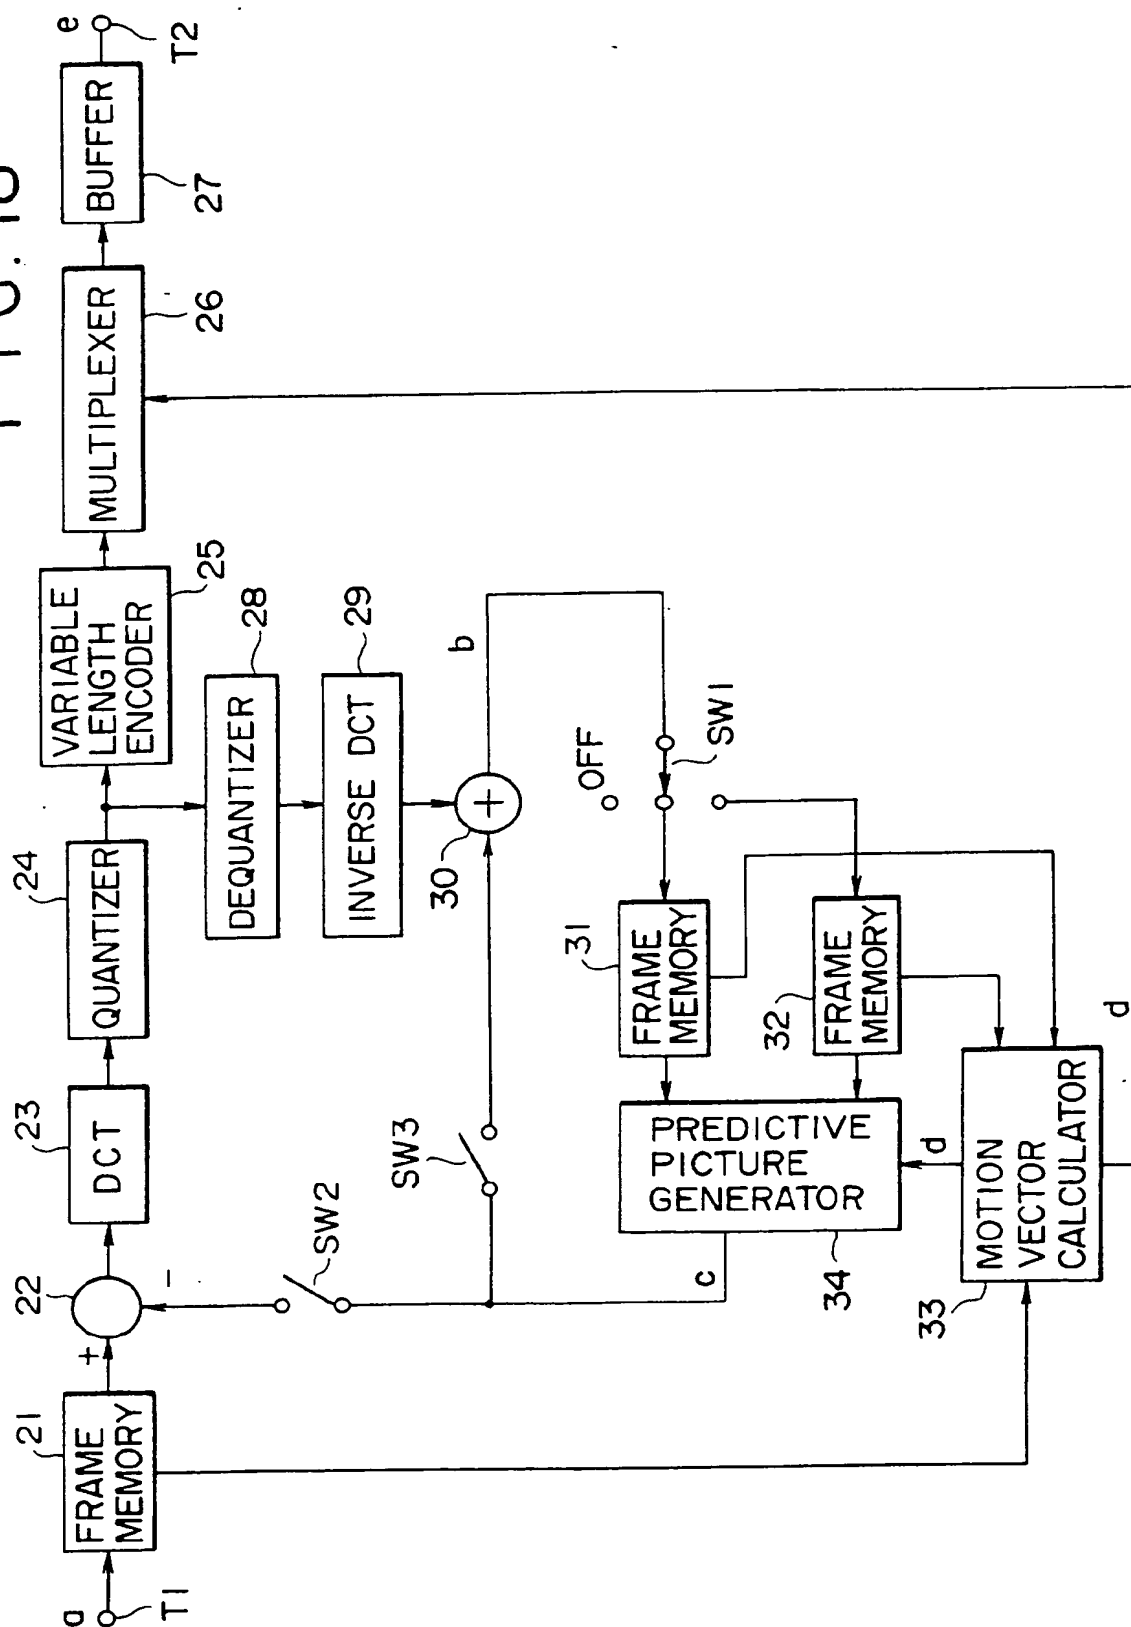 a
T1
FRAME
MEMORY
21
+
−
22
DCT
23
QUANTIZER
24
VARIABLE
LENGTH
ENCODER
25
MULTIPLEXER
26
BUFFER
27
e
T2
DEQUANTIZER
28
INVERSE DCT
29
+
30
b
SW2
SW3
OFF
SW1
FRAME
MEMORY
31
FRAME
MEMORY
32
PREDICTIVE
PICTURE
GENERATOR
34
c
d
MOTION
VECTOR
CALCULATOR
33
d